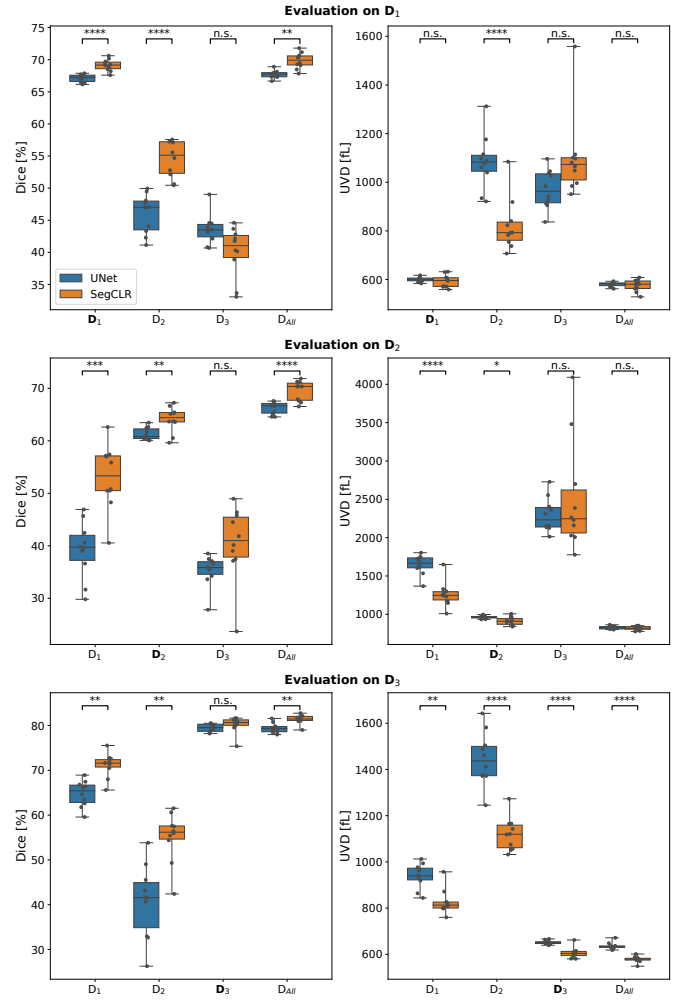 Evaluation on D1
**** **** n.s. **
n.s. **** n.s. n.s.
Dice [%]
75
70
65
60
55
50
45
40
35
UNet
SegCLR
D1 D2 D3 DAll
UVD [fL]
1600
1400
1200
1000
800
600
D1 D2 D3 DAll
Evaluation on D2
*** ** n.s. ****
**** * n.s. n.s.
Dice [%]
70
60
50
40
30
D1 D2 D3 DAll
UVD [fL]
4000
3500
3000
2500
2000
1500
1000
D1 D2 D3 DAll
Evaluation on D3
** ** n.s. **
** **** **** ****
Dice [%]
80
70
60
50
40
30
D1 D2 D3 DAll
UVD [fL]
1600
1400
1200
1000
800
600
D1 D2 D3 DAll